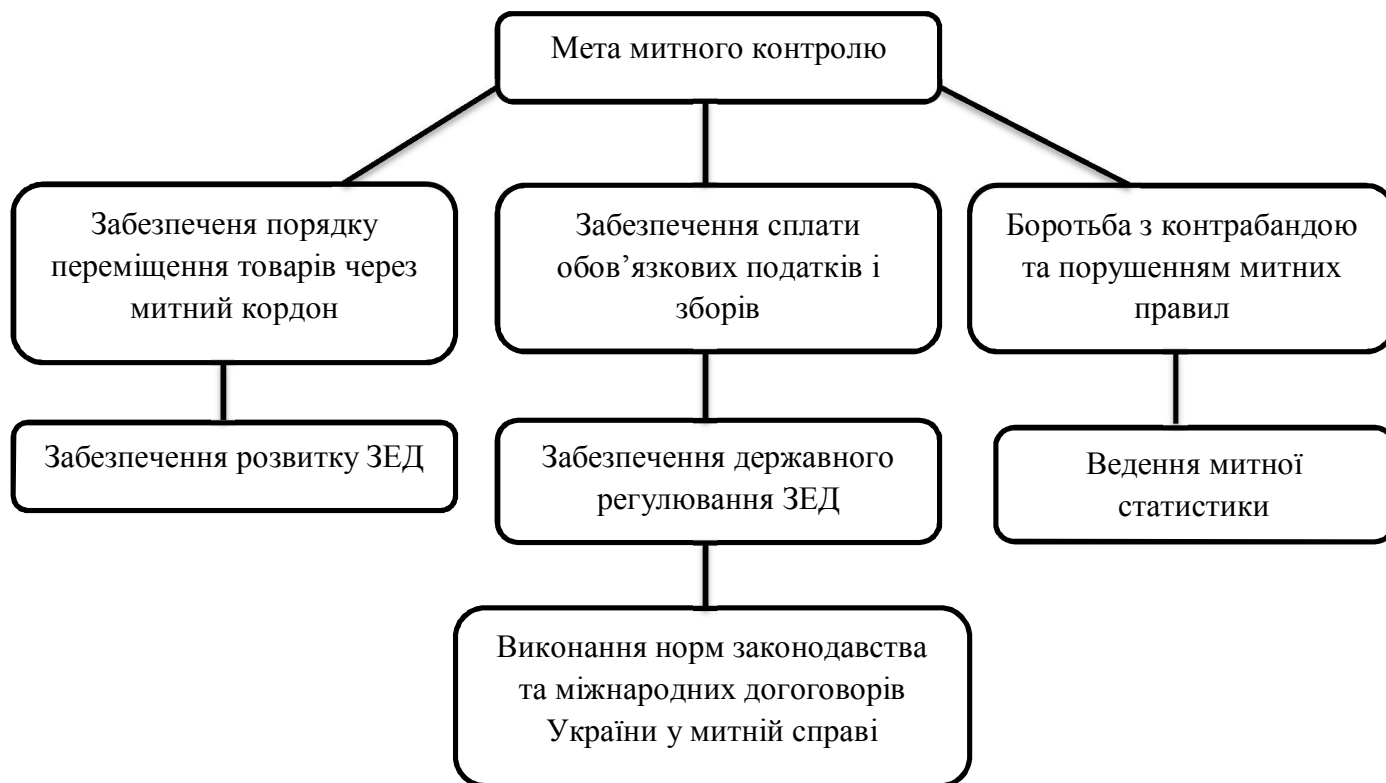 Мета митного контролю
Забезпеченя порядку
переміщення товарів через
митний кордон
Забезпечення сплати
обов’язкових податків і
зборів
Боротьба з контрабандою
та порушенням митних
правил
Забезпечення розвитку ЗЕД
Забезпечення державного
регулювання ЗЕД
Ведення митної
статистики
Виконання норм законодавства
та міжнародних догоговорів
України у митній справі